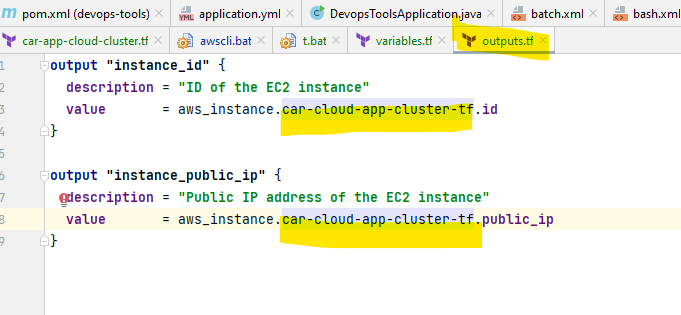 pom.xml (devops-tools) × application.yml × DevopsToolsApplication.java × batch.xml × bash.xml
car-app-cloud-cluster.tf × awscli.bat × t.bat × variables.tf × outputs.tf ×
1 output "instance_id" {
2 description = "ID of the EC2 instance"
3 value = aws_instance.car-cloud-app-cluster-tf.id
4 }
5
6 output "instance_public_ip" {
7 description = "Public IP address of the EC2 instance"
8 value = aws_instance.car-cloud-app-cluster-tf.public_ip
9 }